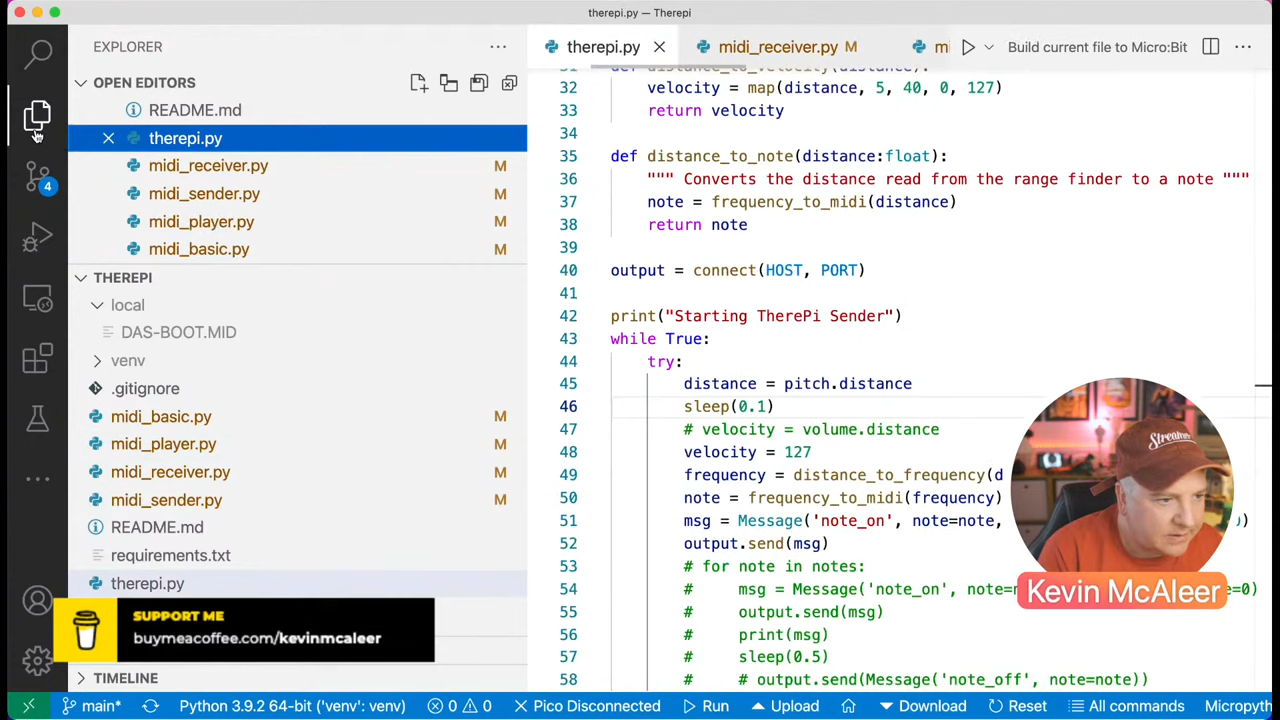 therepi.py — Therepi
EXPLORER
therepi.py
midi_receiver.py M
Build current file to Micro:Bit
OPEN EDITORS
README.md
therepi.py
midi_receiver.py M
midi_sender.py M
midi_player.py M
midi_basic.py M
THEREPI
local
DAS-BOOT.MID
venv
.gitignore
midi_basic.py M
midi_player.py M
midi_receiver.py M
midi_sender.py M
README.md
requirements.txt
therepi.py
TIMELINE
4
31 def distance_to_velocity(distance):
32 velocity = map(distance, 5, 40, 0, 127)
33 return velocity
34
35 def distance_to_note(distance:float):
36 """ Converts the distance read from the range finder to a note """
37 note = frequency_to_midi(distance)
38 return note
39
40 output = connect(HOST, PORT)
41
42 print("Starting TherePi Sender")
43 while True:
44 try:
45 distance = pitch.distance
46 sleep(0.1)
47 # velocity = volume.distance
48 velocity = 127
49 frequency = distance_to_frequency(d
50 note = frequency_to_midi(frequency)
51 msg = Message('note_on', note=note,
52 output.send(msg)
53 # for note in notes:
54 # msg = Message('note_on', note=n
=0)
55 # output.send(msg)
56 # print(msg)
57 # sleep(0.5)
58 # # output.send(Message('note_off', note=note))
Streamer
Kevin McAleer
SUPPORT ME
buymeacoffee.com/kevinmcaleer
main* Python 3.9.2 64-bit ('venv': venv) 0 0 Pico Disconnected Run Upload Download Reset All commands Micropyth